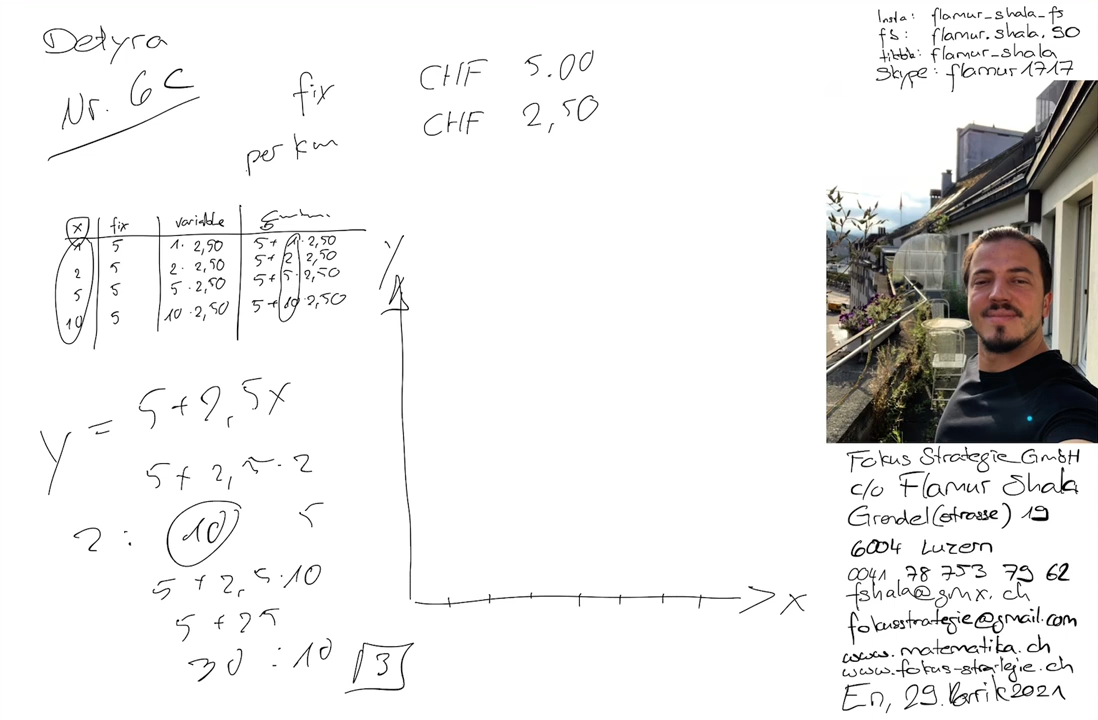 Detyra
Nr. 6C
fix CHF 5.00
per km CHF 2,50
x fix variable
1 5 1 · 2,50 5 + 1 · 2,50
2 5 2 · 2,50 5 + 2 · 2,50
5 5 5 · 2,50 5 + 5 · 2,50
10 5 10 · 2,50 5 + 10 · 2,50
y = 5 + 2,5x
5 + 2,5 · 2
2 : 10 5
5 + 2,5 · 10
5 + 25
30 : 10 3
y
x
Insta: flamur_shala_fs
fb: flamur.shala.90
tiktok: flamur_shala
Skype: flamur1717
Fokus Strategie GmbH
c/o Flamur Shala
Grendel(strasse) 19
6004 Luzern
0041 78 753 79 62
fshala@gmx.ch
fokusstrategie@gmail.com
www.matematika.ch
www.fokus-strategie.ch
En, 29. 2021